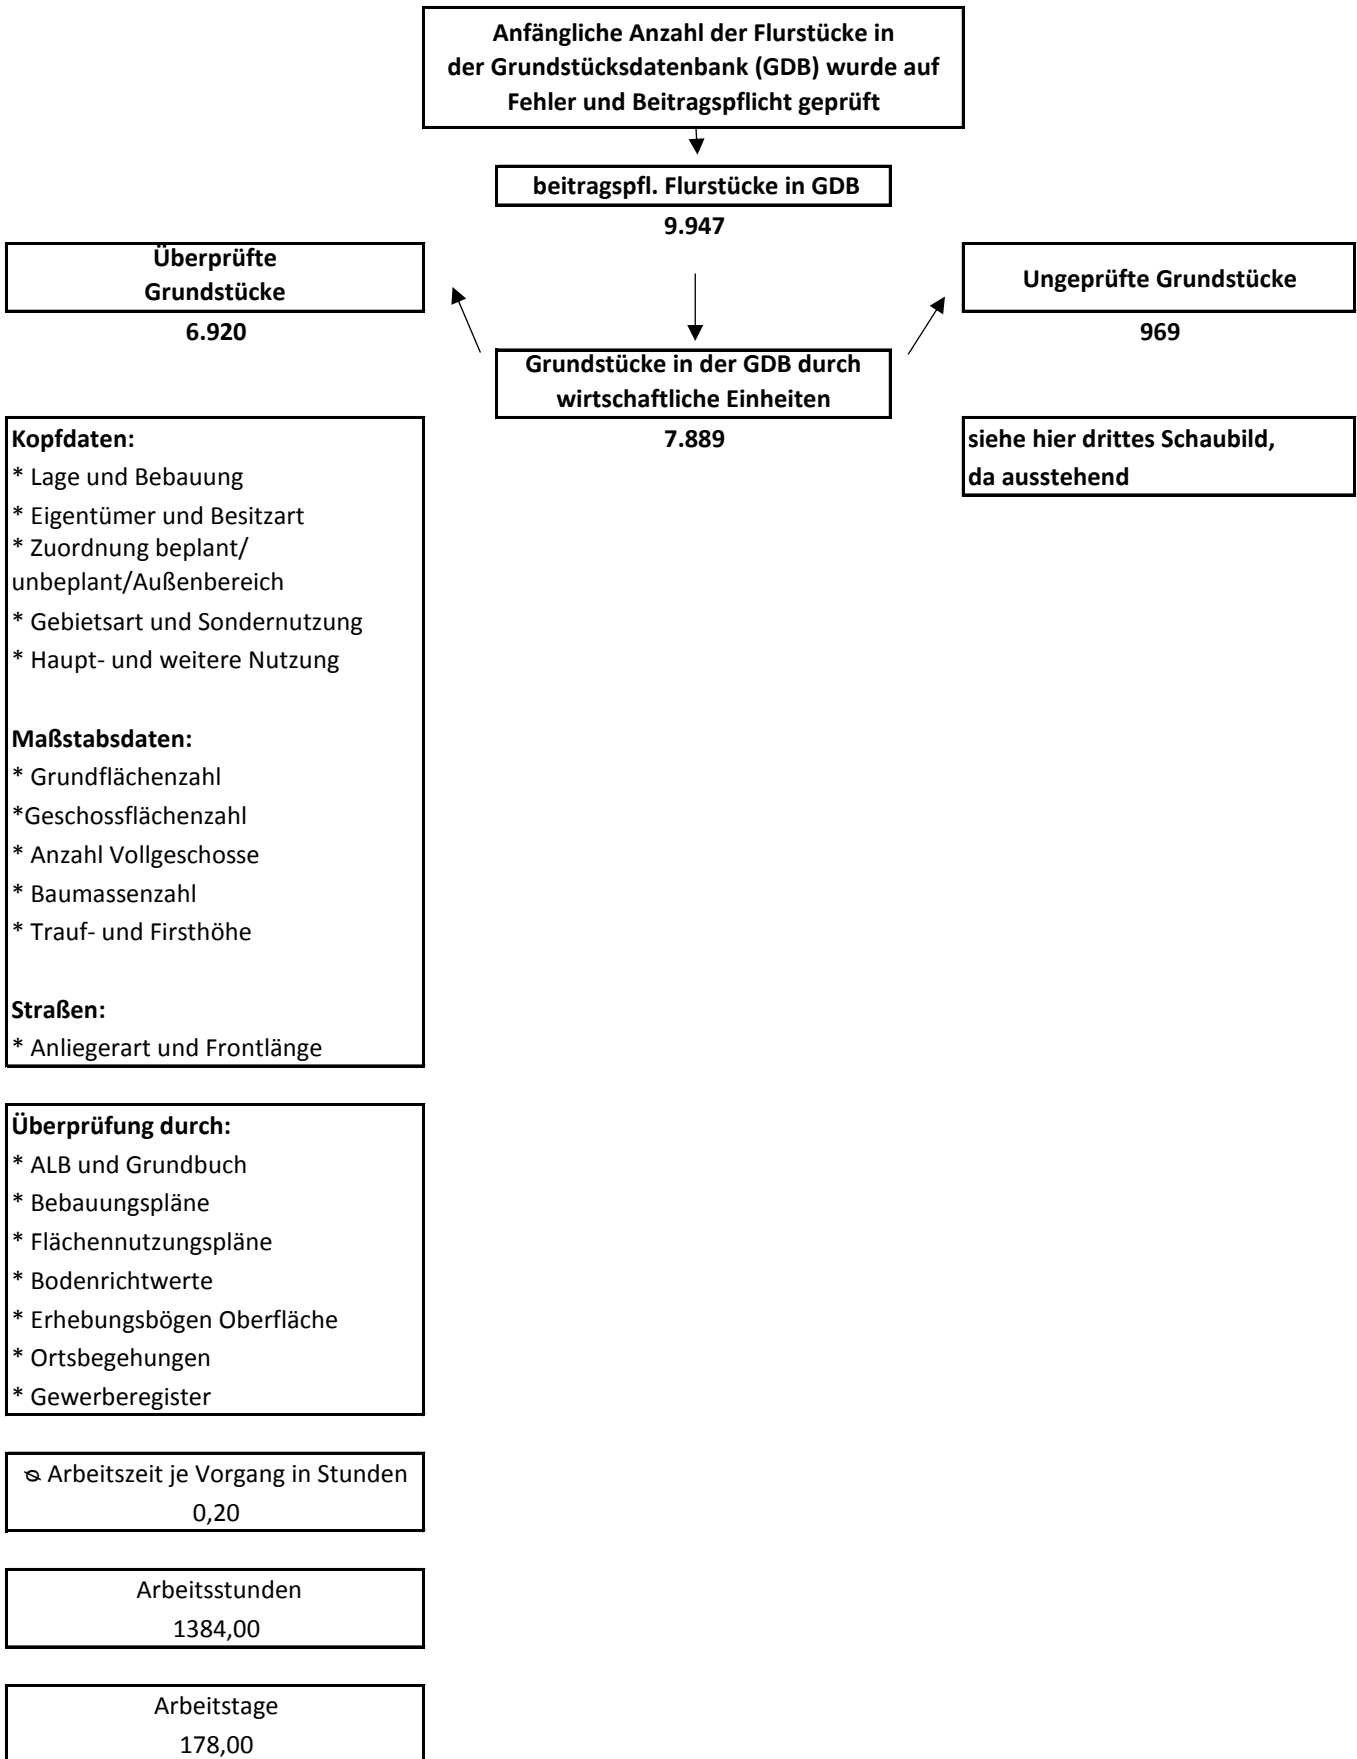 Anfängliche Anzahl der Flurstücke in
der Grundstücksdatenbank (GDB) wurde auf
Fehler und Beitragspflicht geprüft
beitragspfl. Flurstücke in GDB
9.947
Überprüfte
Grundstücke
6.920
Ungeprüfte Grundstücke
969
Grundstücke in der GDB durch
wirtschaftliche Einheiten
7.889
siehe hier drittes Schaubild,
da ausstehend
Kopfdaten:
* Lage und Bebauung
* Eigentümer und Besitzart
* Zuordnung beplant/
unbeplant/Außenbereich
* Gebietsart und Sondernutzung
* Haupt- und weitere Nutzung
Maßstabsdaten:
* Grundflächenzahl
*Geschossflächenzahl
* Anzahl Vollgeschosse
* Baumassenzahl
* Trauf- und Firsthöhe
Straßen:
* Anliegerart und Frontlänge
Überprüfung durch:
* ALB und Grundbuch
* Bebauungspläne
* Flächennutzungspläne
* Bodenrichtwerte
* Erhebungsbögen Oberfläche
* Ortsbegehungen
* Gewerberegister
ᴓ Arbeitszeit je Vorgang in Stunden
0,20
Arbeitsstunden
1384,00
Arbeitstage
178,00